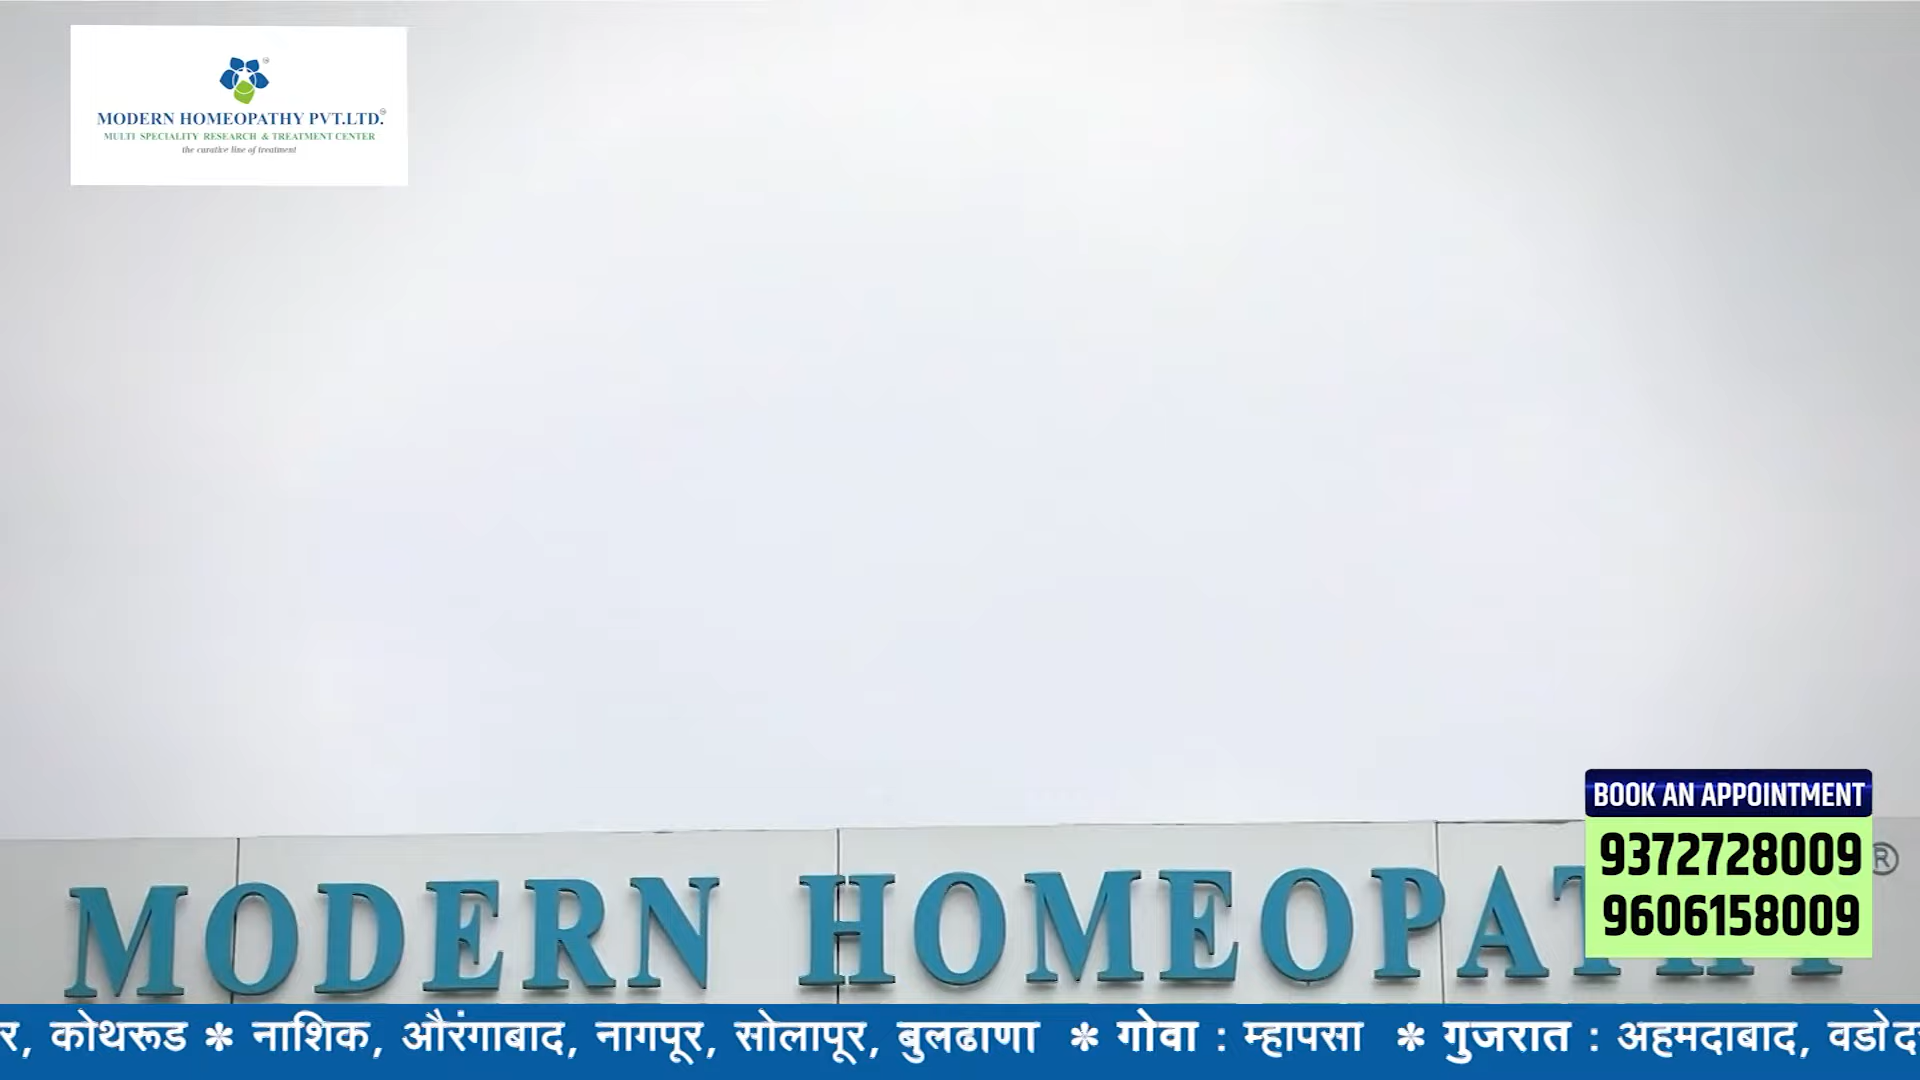 MODERN HOMEOPATHY PVT.LTD.
MULTI SPECIALITY RESEARCH & TREATMENT CENTER
the curative line of treatment
BOOK AN APPOINTMENT
9372728009
9606158009
MODERN HOMEOPATHY ®
र, कोथरूड * नाशिक, औरंगाबाद, नागपूर, सोलापूर, बुलढाणा * गोवा : म्हापसा * गुजरात : अहमदाबाद,